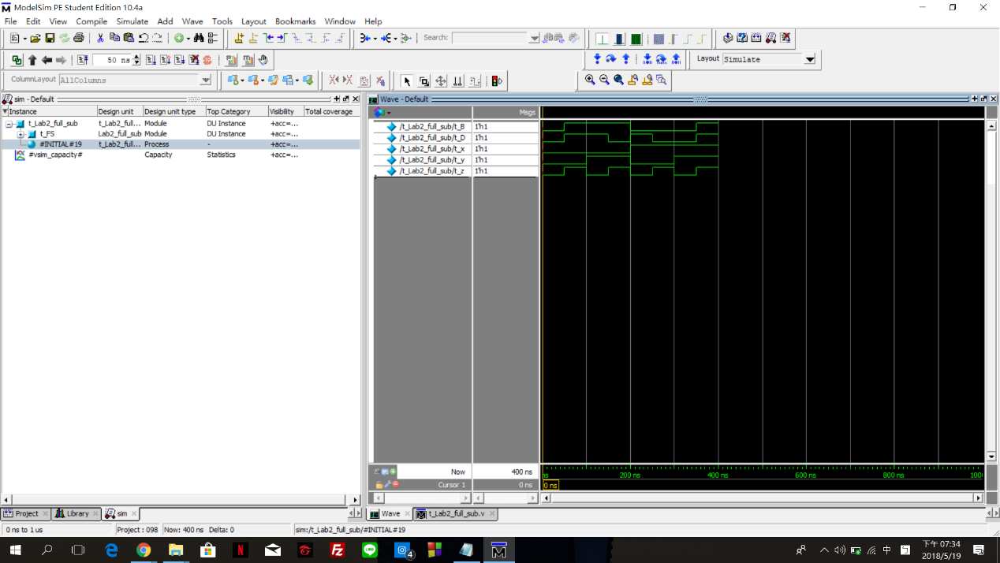 ModelSim PE Student Edition 10.4a
File Edit View Compile Simulate Add Wave Tools Layout Bookmarks Window Help
Search:
50 ns
Layout Simulate
ColumnLayout AllColumns
sim - Default
Instance Design unit Design unit type Top Category Visibility Total coverage
t_Lab2_full_sub t_Lab2_full... Module DU Instance +acc=...
t_FS Lab2_full_sub Module DU Instance +acc=...
#INITIAL#19 t_Lab2_full... Process - +acc=...
#vsim_capacity# Capacity Statistics +acc=...
Wave - Default
Msgs
/t_Lab2_full_sub/t_B 1'h1
/t_Lab2_full_sub/t_D 1'h1
/t_Lab2_full_sub/t_x 1'h1
/t_Lab2_full_sub/t_y 1'h1
/t_Lab2_full_sub/t_z 1'h1
Now 400 ns
ns 200 ns 400 ns 600 ns 800 ns 100
Cursor 1 0 ns
0 ns
Project Library sim
Wave t_Lab2_full_sub.v
0 ns to 1 us Project : 098 Now: 400 ns Delta: 0 sim:/t_Lab2_full_sub/#INITIAL#19
LINE 4 中
下午 07:34
2018/5/19